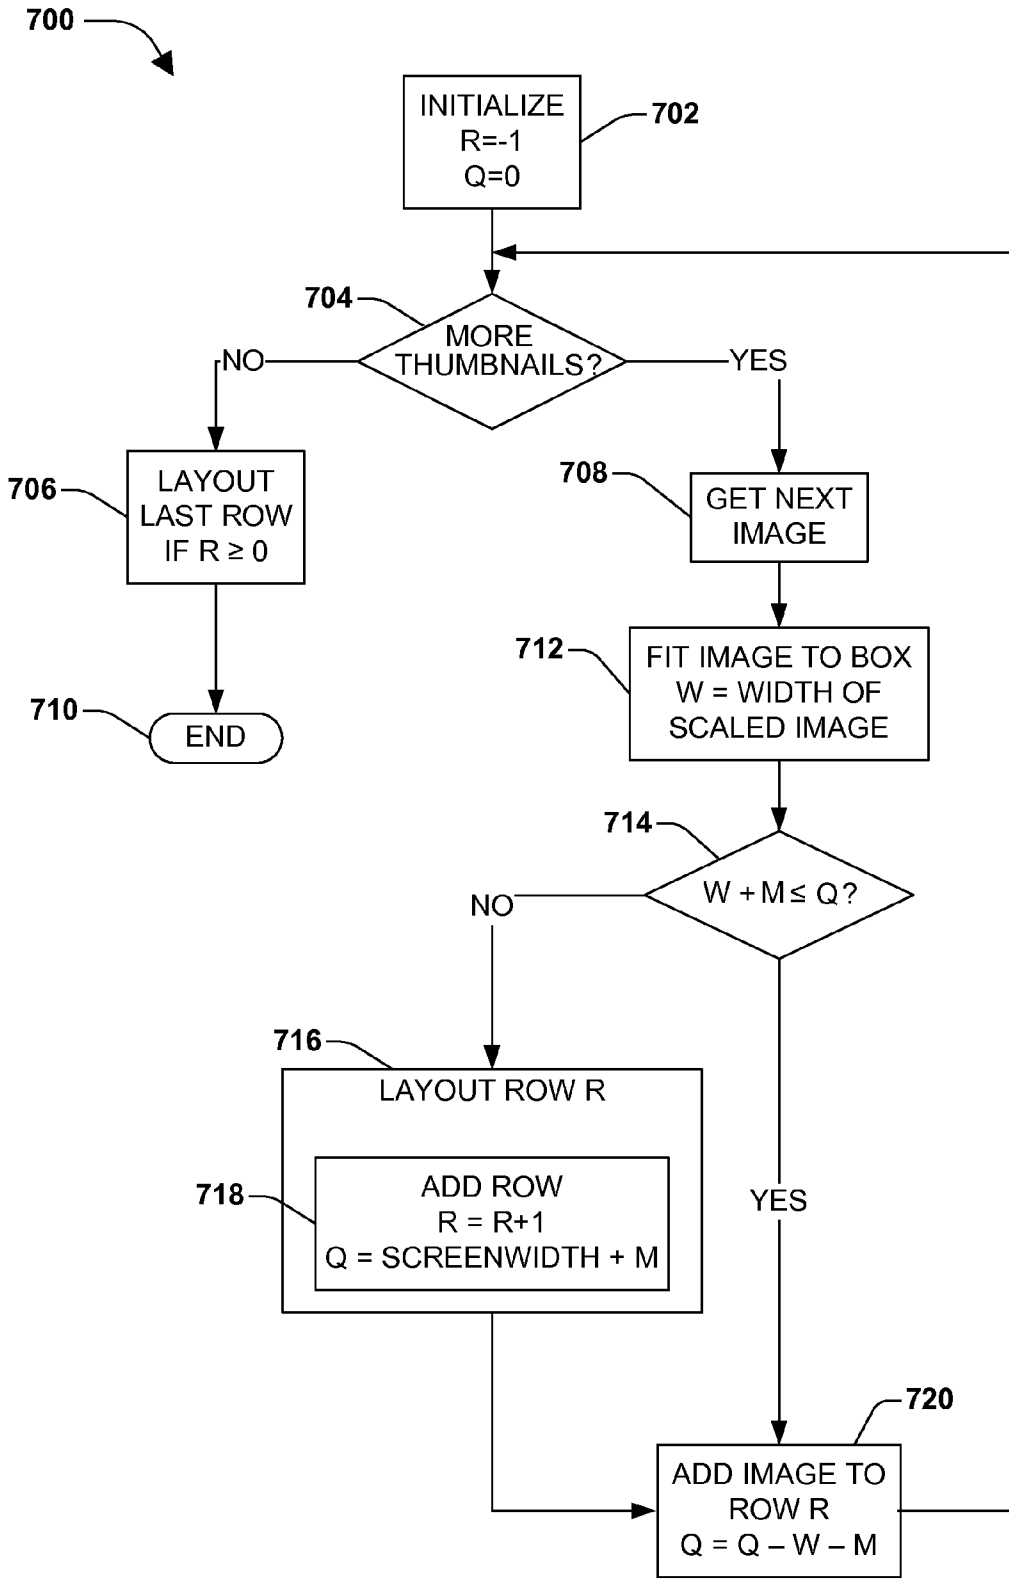 700
INITIALIZE
R=-1
Q=0
702
704
MORE
THUMBNAILS?
NO
YES
706
LAYOUT
LAST ROW
IF R ≥ 0
708
GET NEXT
IMAGE
710
END
712
FIT IMAGE TO BOX
W = WIDTH OF
SCALED IMAGE
714
W + M ≤ Q?
NO
YES
716
LAYOUT ROW R
718
ADD ROW
R = R+1
Q = SCREENWIDTH + M
720
ADD IMAGE TO
ROW R
Q = Q – W – M